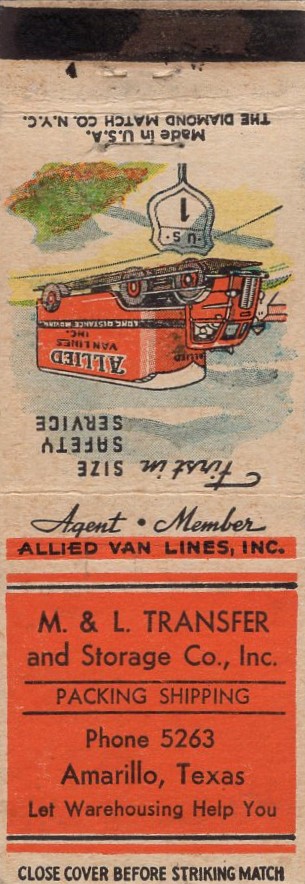 THE DIAMOND MATCH CO. N.Y.C.
Made in U.S.A.
U·S
1
LONG DISTANCE MOVING
ALLIED
VAN LINES
INC.
ALLIED
First in SIZE
SAFETY
SERVICE
Agent • Member
ALLIED VAN LINES, INC.
M. & L. TRANSFER
and Storage Co., Inc.
PACKING SHIPPING
Phone 5263
Amarillo, Texas
Let Warehousing Help You
CLOSE COVER BEFORE STRIKING MATCH